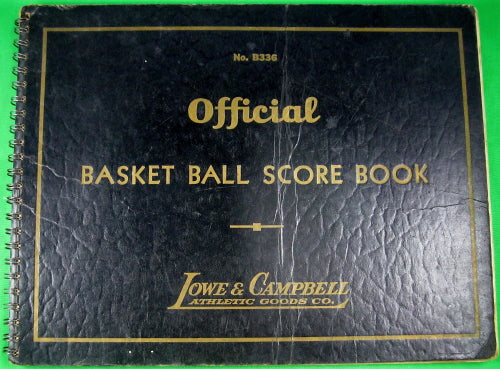 No. B336
Official
BASKET BALL SCORE BOOK
LOWE & CAMPBELL
ATHLETIC GOODS CO.